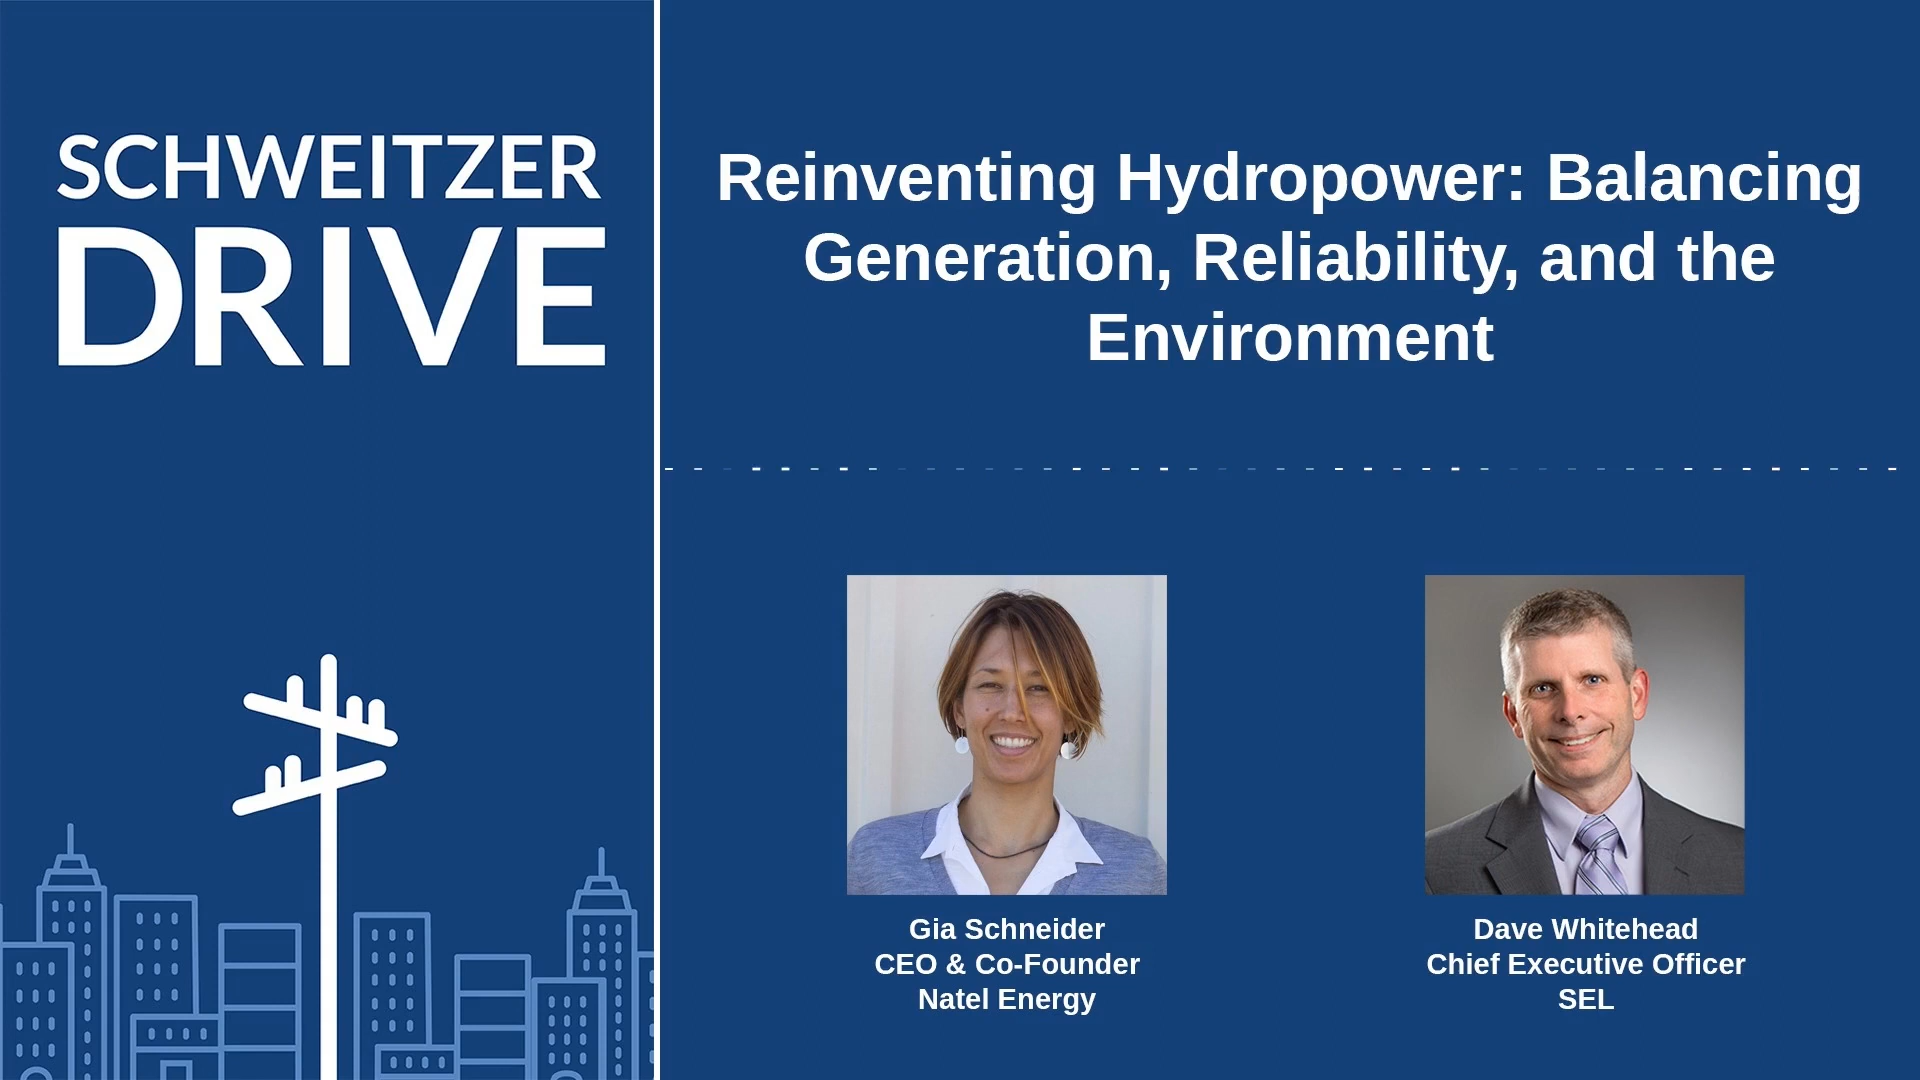 SCHWEITZER
DRIVE
Reinventing Hydropower: Balancing
Generation, Reliability, and the
Environment
Gia Schneider
CEO & Co-Founder
Natel Energy
Dave Whitehead
Chief Executive Officer
SEL